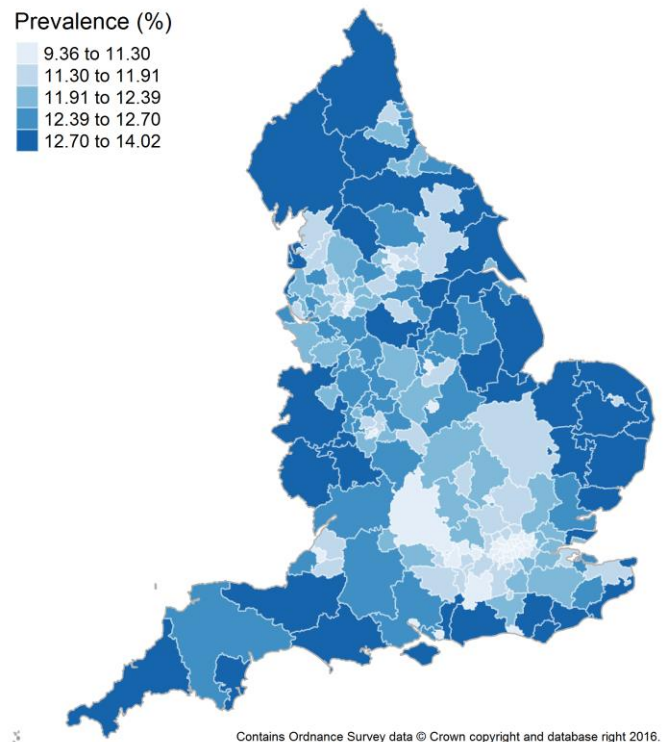 Prevalence (%)
9.36 to 11.30
11.30 to 11.91
11.91 to 12.39
12.39 to 12.70
12.70 to 14.02
Contains Ordnance Survey data © Crown copyright and database right 2016.